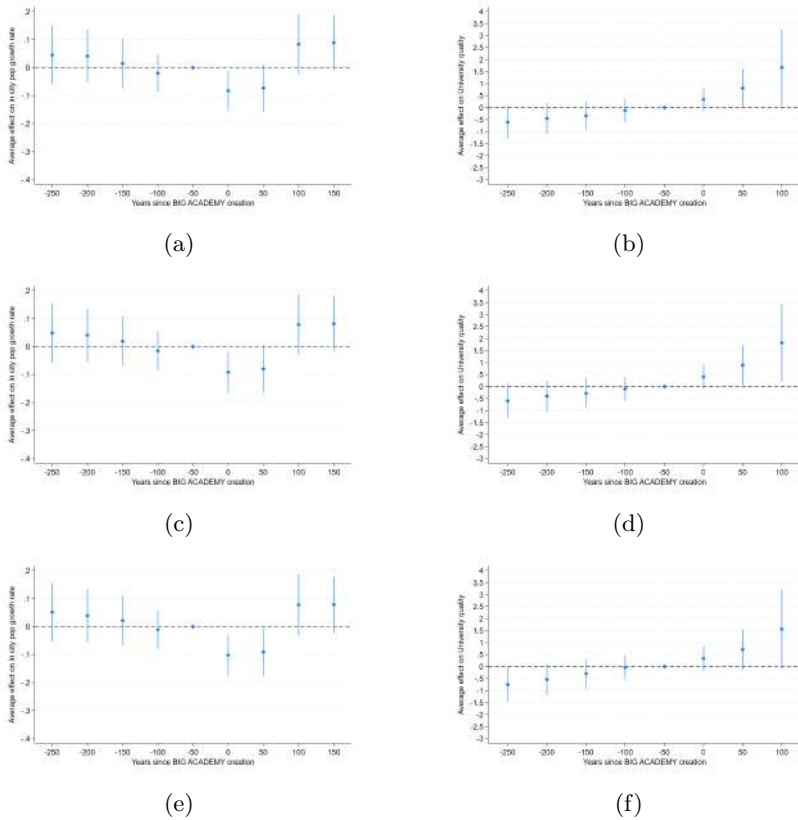 Average effect on ln city pop growth rate
.2
.1
0
-.1
-.2
-.3
-.4
-250 -200 -150 -100 -50 0 50 100 150
Years since BIG ACADEMY creation
(a)
Average effect on University quality
4
3.5
3
2.5
2
1.5
1
.5
0
-.5
-1
-1.5
-2
-2.5
-3
-250 -200 -150 -100 -50 0 50 100
Years since BIG ACADEMY creation
(b)
Average effect on ln city pop growth rate
.2
.1
0
-.1
-.2
-.3
-.4
-250 -200 -150 -100 -50 0 50 100 150
Years since BIG ACADEMY creation
(c)
Average effect on University quality
4
3.5
3
2.5
2
1.5
1
.5
0
-.5
-1
-1.5
-2
-2.5
-3
-250 -200 -150 -100 -50 0 50 100
Years since BIG ACADEMY creation
(d)
Average effect on ln city pop growth rate
.2
.1
0
-.1
-.2
-.3
-.4
-250 -200 -150 -100 -50 0 50 100 150
Years since BIG ACADEMY creation
(e)
Average effect on University quality
4
3.5
3
2.5
2
1.5
1
.5
0
-.5
-1
-1.5
-2
-2.5
-3
-250 -200 -150 -100 -50 0 50 100
Years since BIG ACADEMY creation
(f)